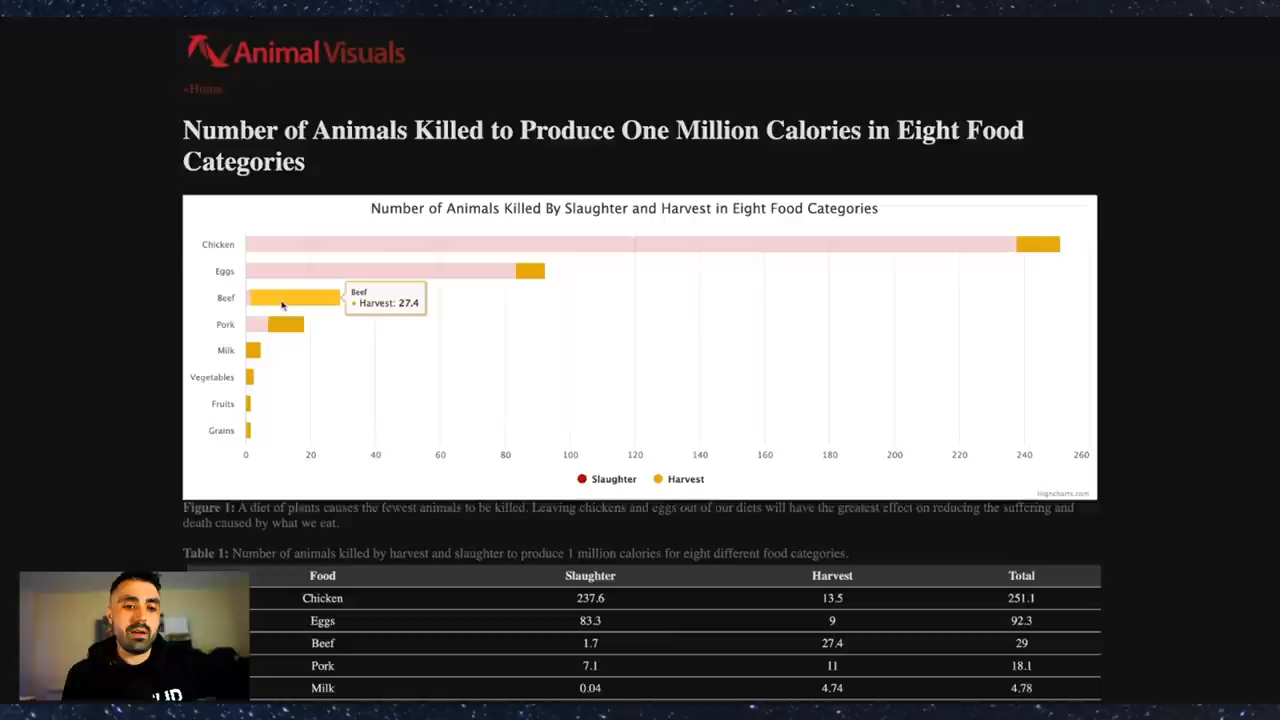 Animal Visuals
«Home
Number of Animals Killed to Produce One Million Calories in Eight Food
Categories
Number of Animals Killed By Slaughter and Harvest in Eight Food Categories
Chicken
Eggs
Beef
Beef
Harvest: 27.4
Pork
Milk
Vegetables
Fruits
Grains
0 20 40 60 80 100 120 140 160 180 200 220 240 260
Slaughter Harvest
Highcharts.com
Figure 1: A diet of plants causes the fewest animals to be killed. Leaving chickens and eggs out of our diets will have the greatest effect on reducing the suffering and
death caused by what we eat.
Table 1: Number of animals killed by harvest and slaughter to produce 1 million calories for eight different food categories.
Food Slaughter Harvest Total
Chicken 237.6 13.5 251.1
Eggs 83.3 9 92.3
Beef 1.7 27.4 29
Pork 7.1 11 18.1
Milk 0.04 4.74 4.78